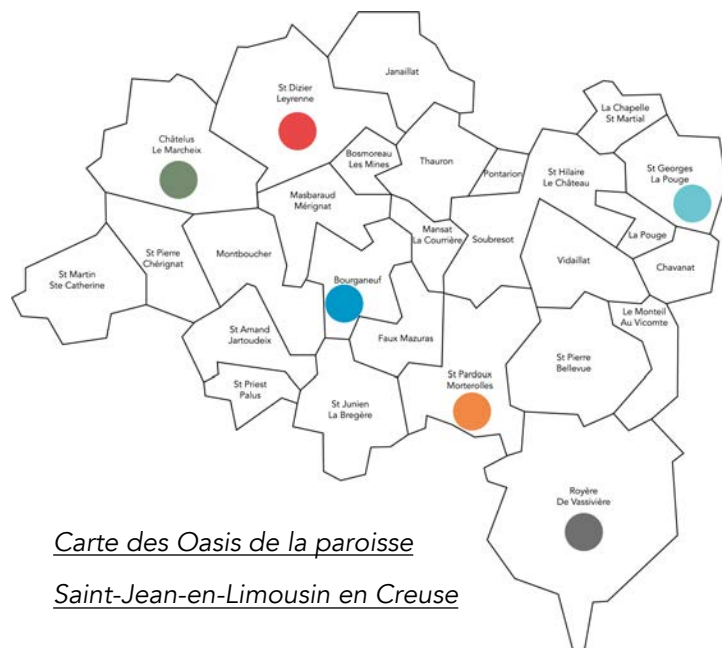 Janaillat
St Dizier
Leyrenne
La Chapelle
St Martial
Châtelus
Le Marcheix
Bosmoreau
Les Mines
Thauron
Pontarion
St Hilaire
Le Château
St Georges
La Pouge
Masbaraud
Mérignat
Mansat
La Courrière
Soubresot
La Pouge
St Pierre
Chérignat
Montboucher
Vidaillat
Chavanat
St Martin
Ste Catherine
Bourganeuf
Le Monteil
Au Vicomte
St Amand
Jartoudeix
Faux Mazuras
St Pierre
Bellevue
St Pardoux
Morterolles
St Priest
Palus
St Junien
La Bregère
Royère
De Vassivière
Carte des Oasis de la paroisse
Saint-Jean-en-Limousin en Creuse